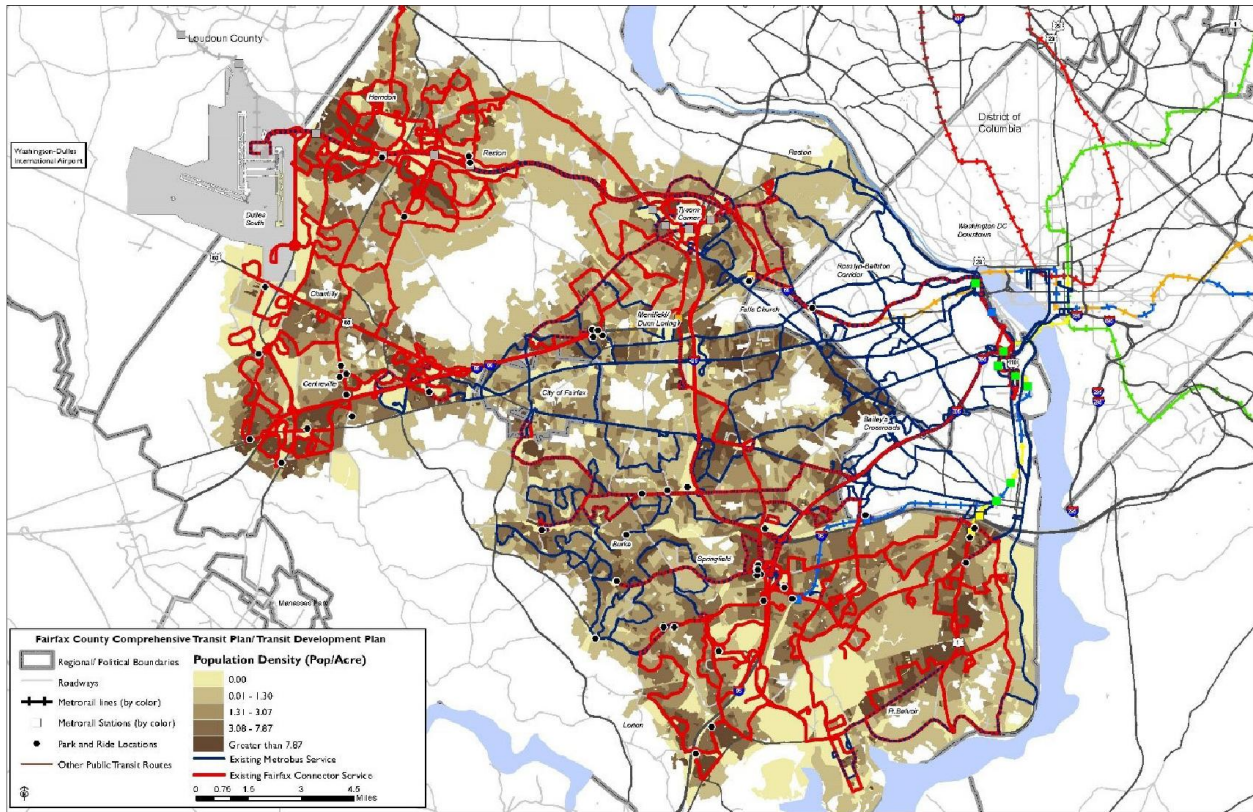 Loudoun County
Herndon
Washington-Dulles
International Airport
Reston
Reston
District of
Columbia
Dulles
South
Tysons
Corner
Washington DC
Downtown
Rosslyn-Ballston
Corridor
Chantilly
Merrifield/
Dunn Loring
Falls Church
Centreville
City of Fairfax
Bailey's
Crossroads
Burke
Springfield
Manassas Park
Lorton
Ft. Belvoir
Fairfax County Comprehensive Transit Plan/ Transit Development Plan
Regional/ Political Boundaries
Roadways
Metrorail lines (by color)
Metrorail Stations (by color)
Park and Ride Locations
Other Public Transit Routes
Population Density (Pop/Acre)
0.00
0.01 - 1.30
1.31 - 3.07
3.08 - 7.87
Greater than 7.87
Existing Metrobus Service
Existing Fairfax Connector Service
0 0.76 1.5 3 4.5
Miles